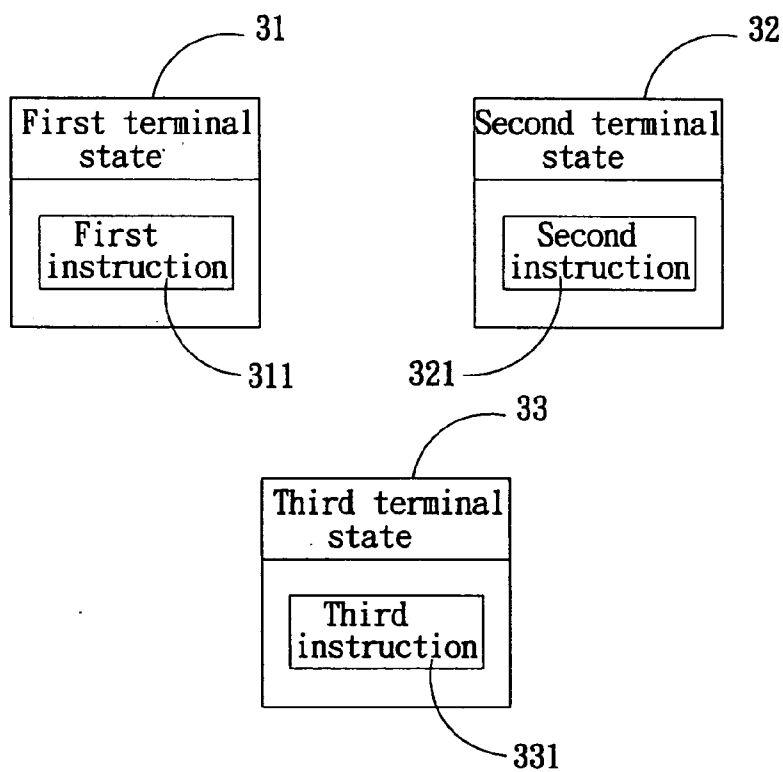 31
First terminal
state
First
instruction
311
32
Second terminal
state
Second
instruction
321
33
Third terminal
state
Third
instruction
331